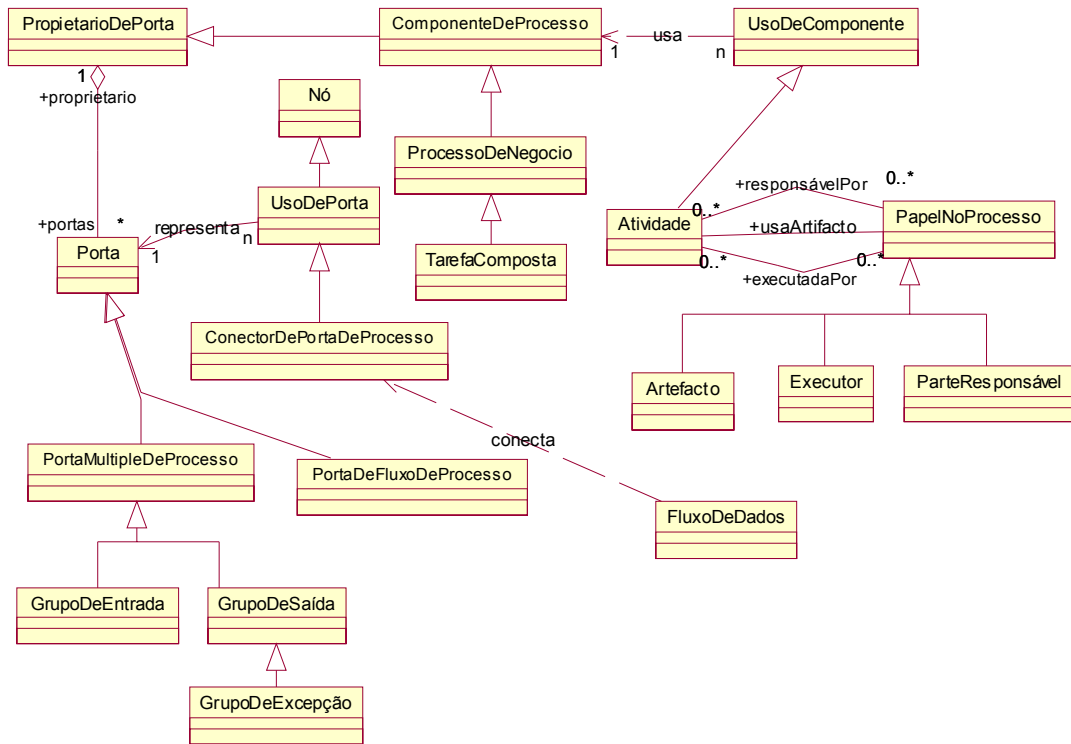 PropietarioDePorta
ComponenteDeProcesso
UsoDeComponente
usa
1
n
1
+proprietario
Nó
ProcessoDeNegocio
+responsávelPor
0..*
UsoDePorta
Atividade
0..*
+usaArtifacto
PapelNoProcesso
+portas
*
representa
n
1
Porta
TarefaComposta
0..*
0..*
+executadaPor
ConectorDePortaDeProcesso
Artefacto
Executor
ParteResponsável
conecta
PortaMultipleDeProcesso
PortaDeFluxoDeProcesso
FluxoDeDados
GrupoDeEntrada
GrupoDeSaída
GrupoDeExcepção